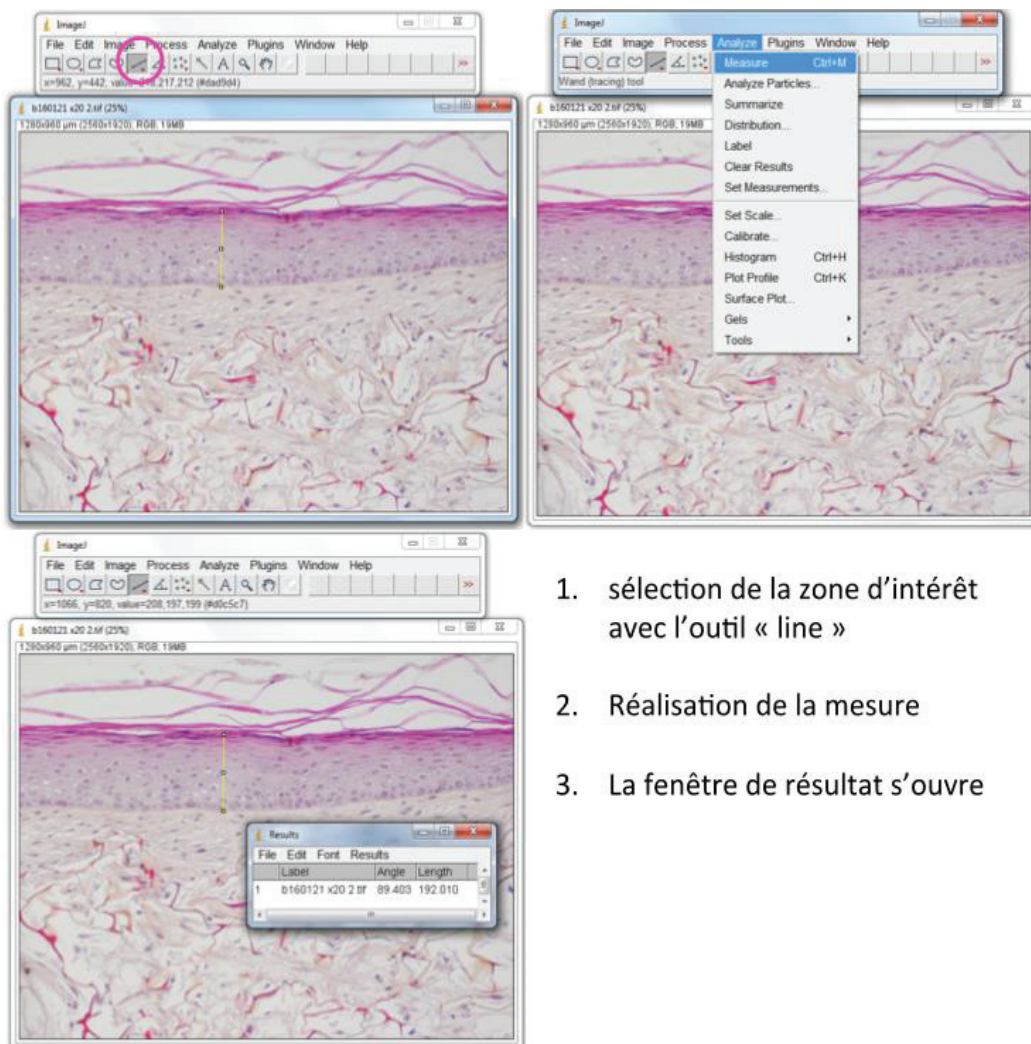 ImageJ
File Edit Image Process Analyze Plugins Window Help
b160121 x20 2.tif (25%)
1280x960 µm (2560x1920), RGB, 19MB
ImageJ
File Edit Image Process Analyze Plugins Window Help
Wand (tracing) tool
Measure Ctrl+M
Analyze Particles...
Summarize
Distribution...
Label
Clear Results
Set Measurements...
Set Scale...
Calibrate...
Histogram Ctrl+H
Plot Profile Ctrl+K
Surface Plot...
Gels
Tools
b160121 x20 2.tif (25%)
1280x960 µm (2560x1920), RGB, 19MB
ImageJ
File Edit Image Process Analyze Plugins Window Help
x=1066, y=820, value=208,197,199 (#d0c5c7)
b160121 x20 2.tif (25%)
1280x960 µm (2560x1920), RGB, 19MB
Results
File Edit Font Results
Label Angle Length
1 b160121 x20 2.tif 89.403 192.010
1. sélection de la zone d’intérêt
avec l’outil « line »
2. Réalisation de la mesure
3. La fenêtre de résultat s’ouvre